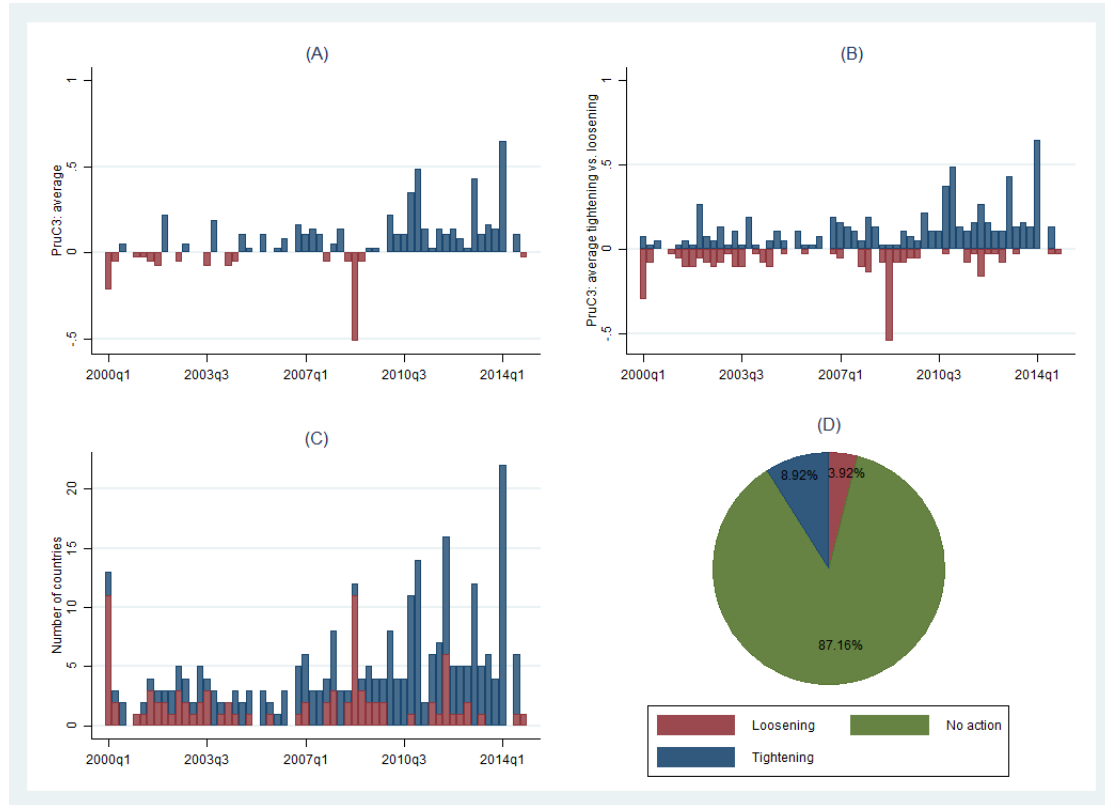 (A)
PruC3: average
1
.5
0
-.5
2000q1 2003q3 2007q1 2010q3 2014q1
(B)
PruC3: average tightening vs. loosening
1
.5
0
-.5
2000q1 2003q3 2007q1 2010q3 2014q1
(C)
Number of countries
20
15
10
5
0
2000q1 2003q3 2007q1 2010q3 2014q1
(D)
8.92% 3.92%
87.16%
Loosening No action
Tightening